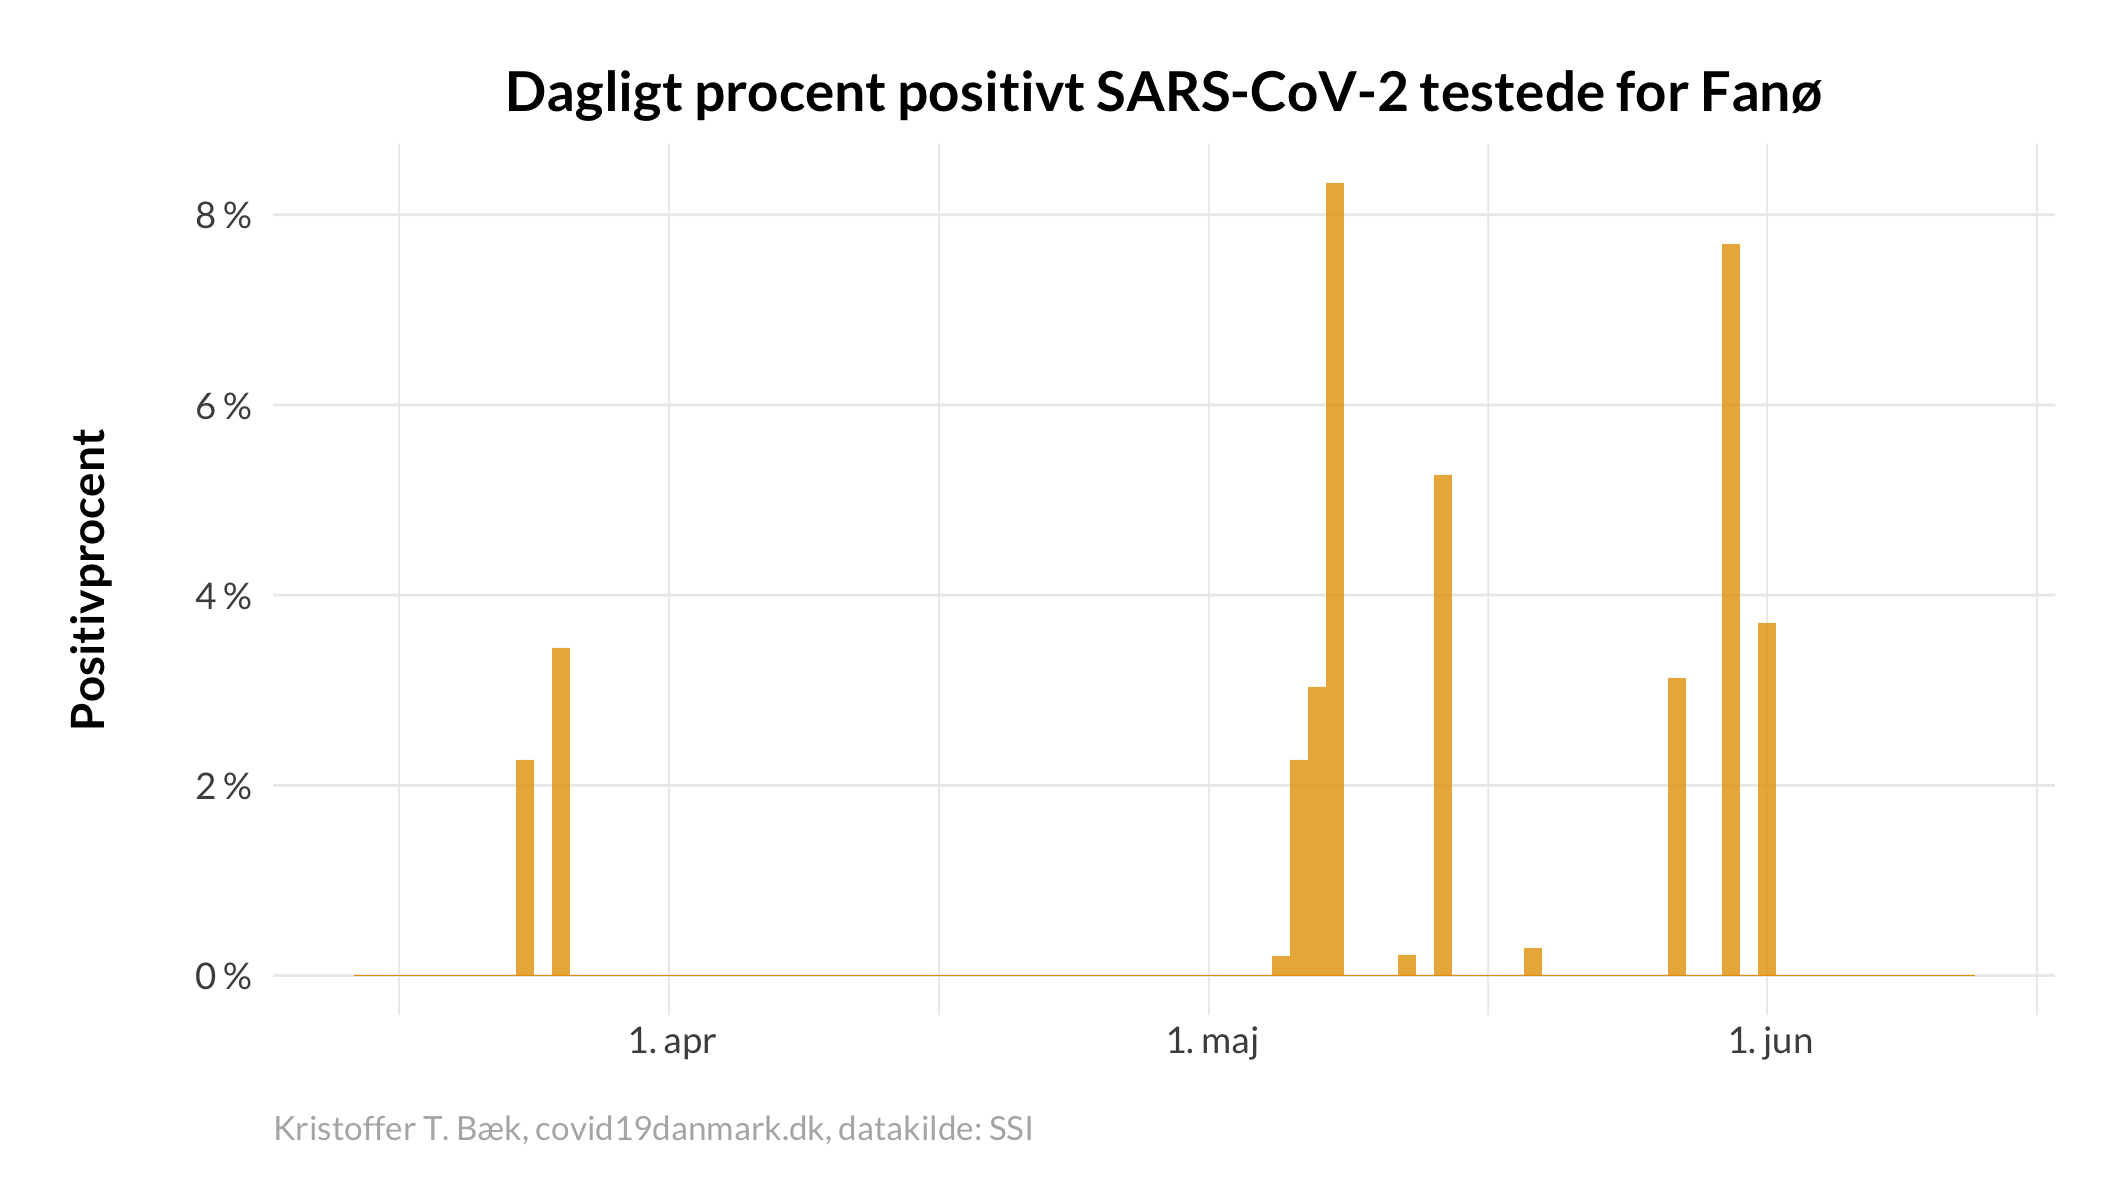 Dagligt procent positivt SARS-CoV-2 testede for Fanø
Positivprocent
8 %
6 %
4 %
2 %
0 %
1. apr
1. maj
1. jun
Kristoffer T. Bæk, covid19danmark.dk, datakilde: SSI